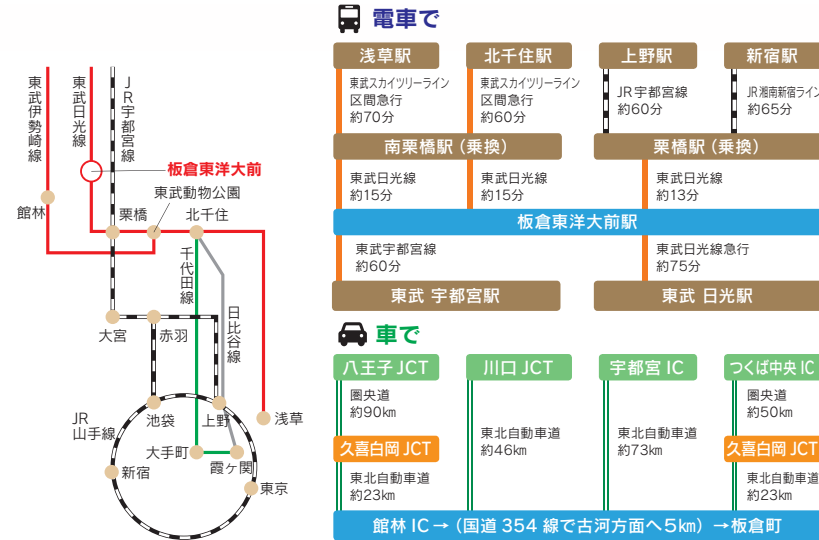 東武伊勢崎線
東武日光線
JR宇都宮線
板倉東洋大前
東武動物公園
館林
栗橋
北千住
千代田線
日比谷線
大宮
赤羽
JR
山手線
池袋
上野
浅草
大手町
霞ヶ関
新宿
東京
電車で
浅草駅
北千住駅
上野駅
新宿駅
東武スカイツリーライン
区間急行
約70分
東武スカイツリーライン
区間急行
約60分
JR宇都宮線
約60分
JR湘南新宿ライン
約65分
南栗橋駅（乗換）
栗橋駅（乗換）
東武日光線
約15分
東武日光線
約15分
東武日光線
約13分
板倉東洋大前駅
東武宇都宮線
約60分
東武日光線急行
約75分
東武 宇都宮駅
東武 日光駅
車で
八王子 JCT
川口 JCT
宇都宮 IC
つくば中央 IC
圏央道
約90km
東北自動車道
約46km
東北自動車道
約73km
圏央道
約50km
久喜白岡 JCT
久喜白岡 JCT
東北自動車道
約23km
東北自動車道
約23km
館林 IC → （国道 354 線で古河方面へ5km） →板倉町